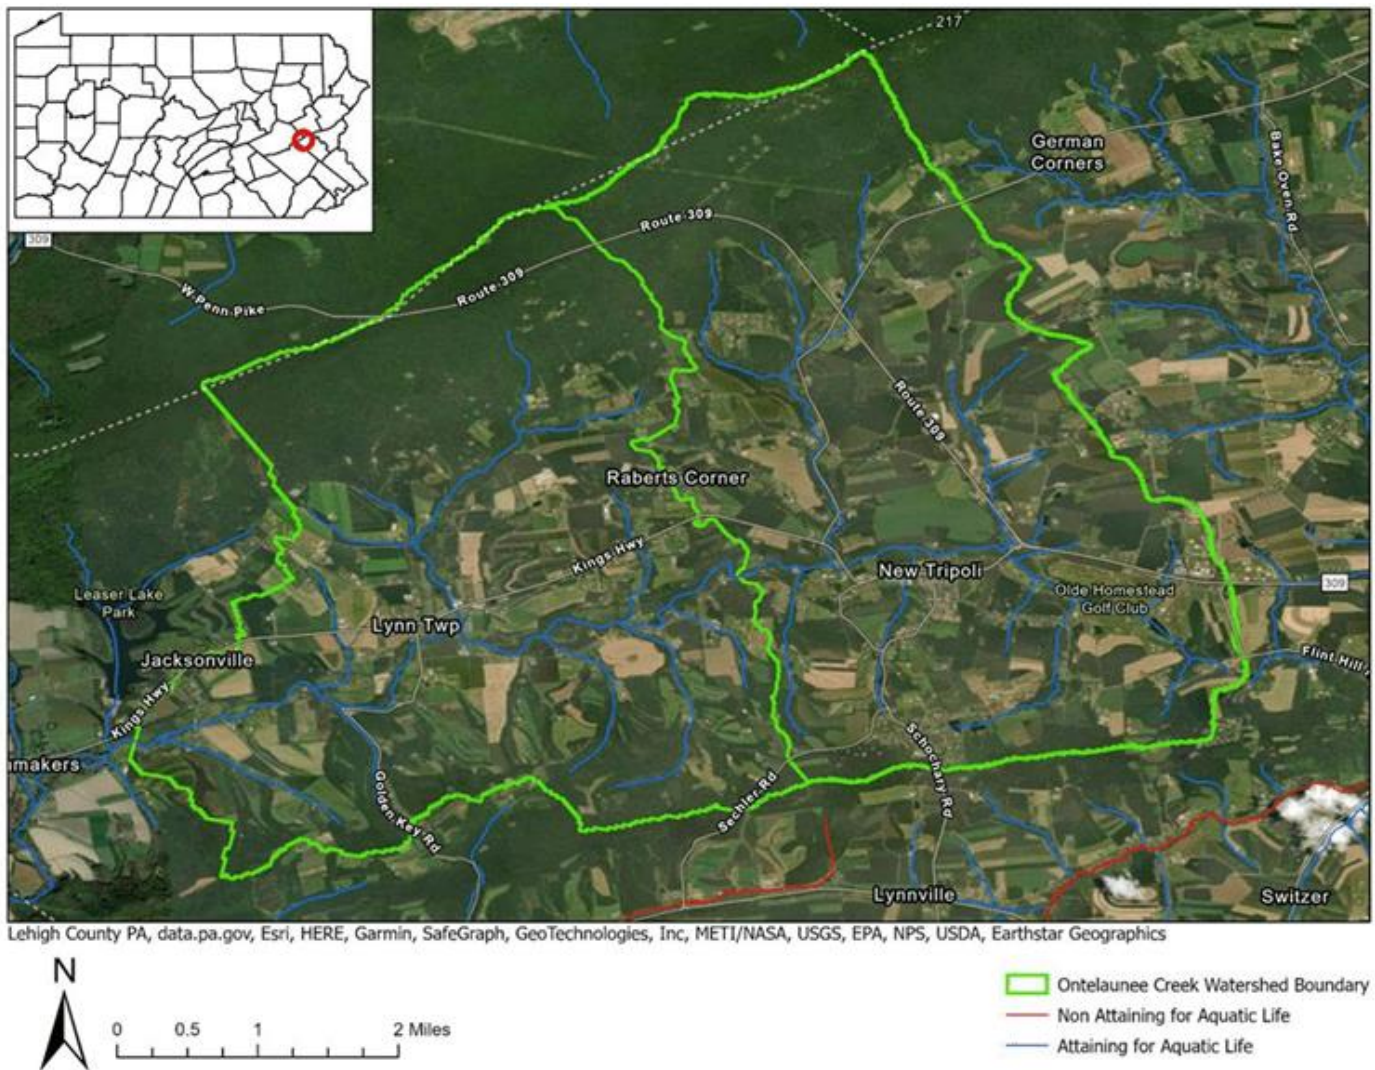 217
German
Corners
Bake Oven Rd
Route 309
309
Route 309
W Penn Pike
Route 309
Raberts Corner
Kings Hwy
New Tripoli
Olde Homestead
Golf Club
309
Leaser Lake
Park
Lynn Twp
Jacksonville
Flint Hill
Kings Hwy
makers
Golden Key Rd
Sechler Rd
Schochary Rd
Lynnville
Switzer
Lehigh County PA, data.pa.gov, Esri, HERE, Garmin, SafeGraph, GeoTechnologies, Inc, METI/NASA, USGS, EPA, NPS, USDA, Earthstar Geographics
N
0 0.5 1 2 Miles
Ontelaunee Creek Watershed Boundary
Non Attaining for Aquatic Life
Attaining for Aquatic Life